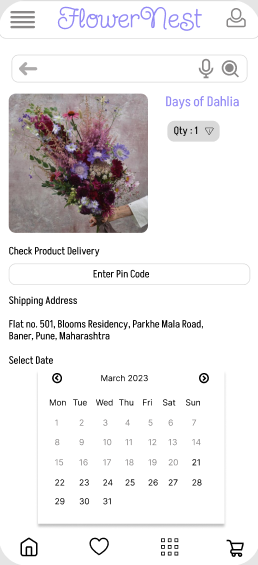 FlowerNest
Days of Dahlia
Qty : 1
Check Product Delivery
Enter Pin Code
Shipping Address
Flat no. 501, Blooms Residency, Parkhe Mala Road,
Baner, Pune, Maharashtra
Select Date
March 2023
Mon Tue Wed Thu Fri Sat Sun
1 2 3 4 5 6 7
8 9 10 11 12 13 14
15 16 17 18 19 20 21
22 23 24 25 26 27 28
29 30 31